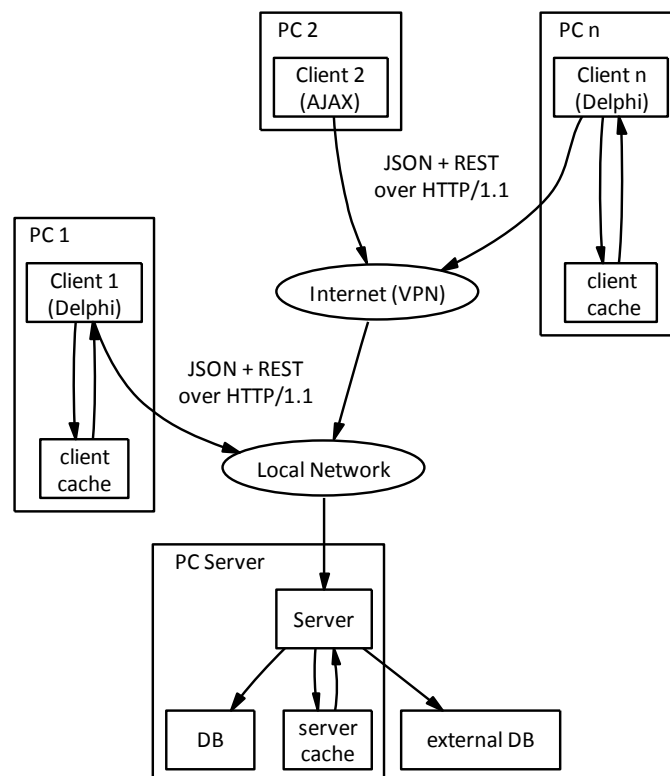 PC 2
Client 2
(AJAX)
PC n
Client n
(Delphi)
JSON + REST
over HTTP/1.1
PC 1
Client 1
(Delphi)
Internet (VPN)
client
cache
JSON + REST
over HTTP/1.1
client
cache
Local Network
PC Server
Server
DB
server
cache
external DB